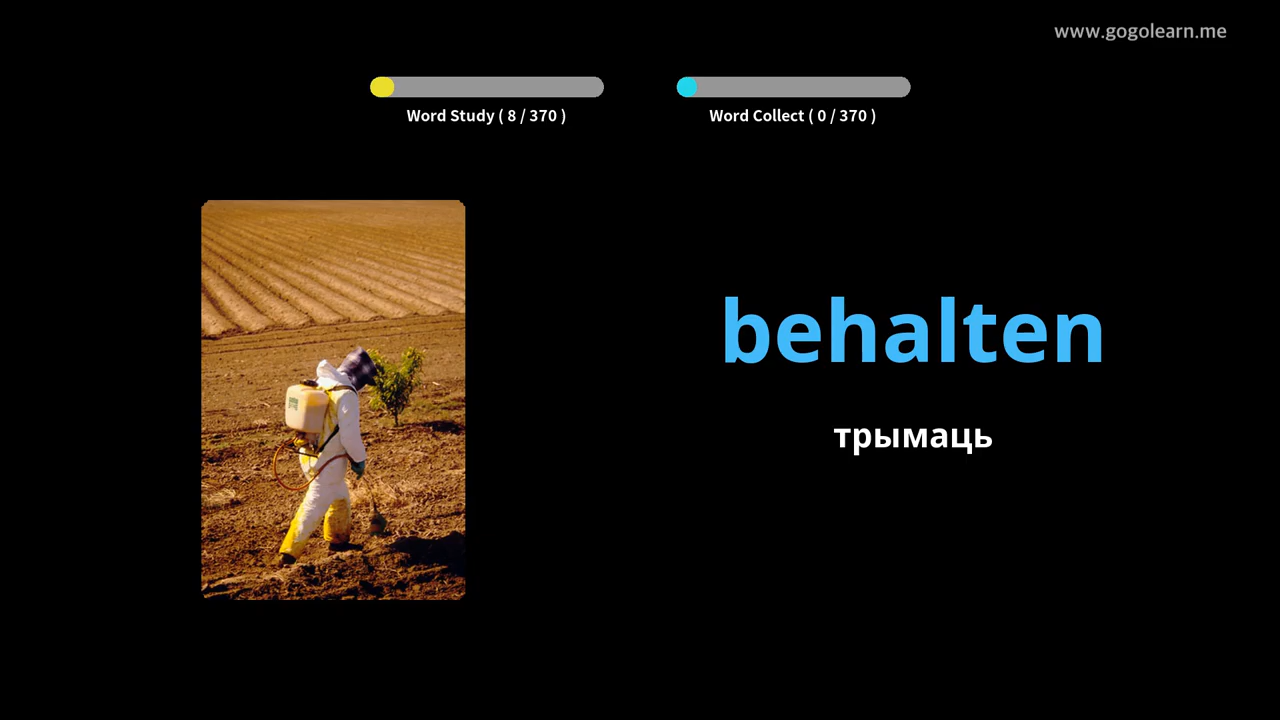 www.gogolearn.me
Word Study ( 8 / 370 )
Word Collect ( 0 / 370 )
behalten
трымаць